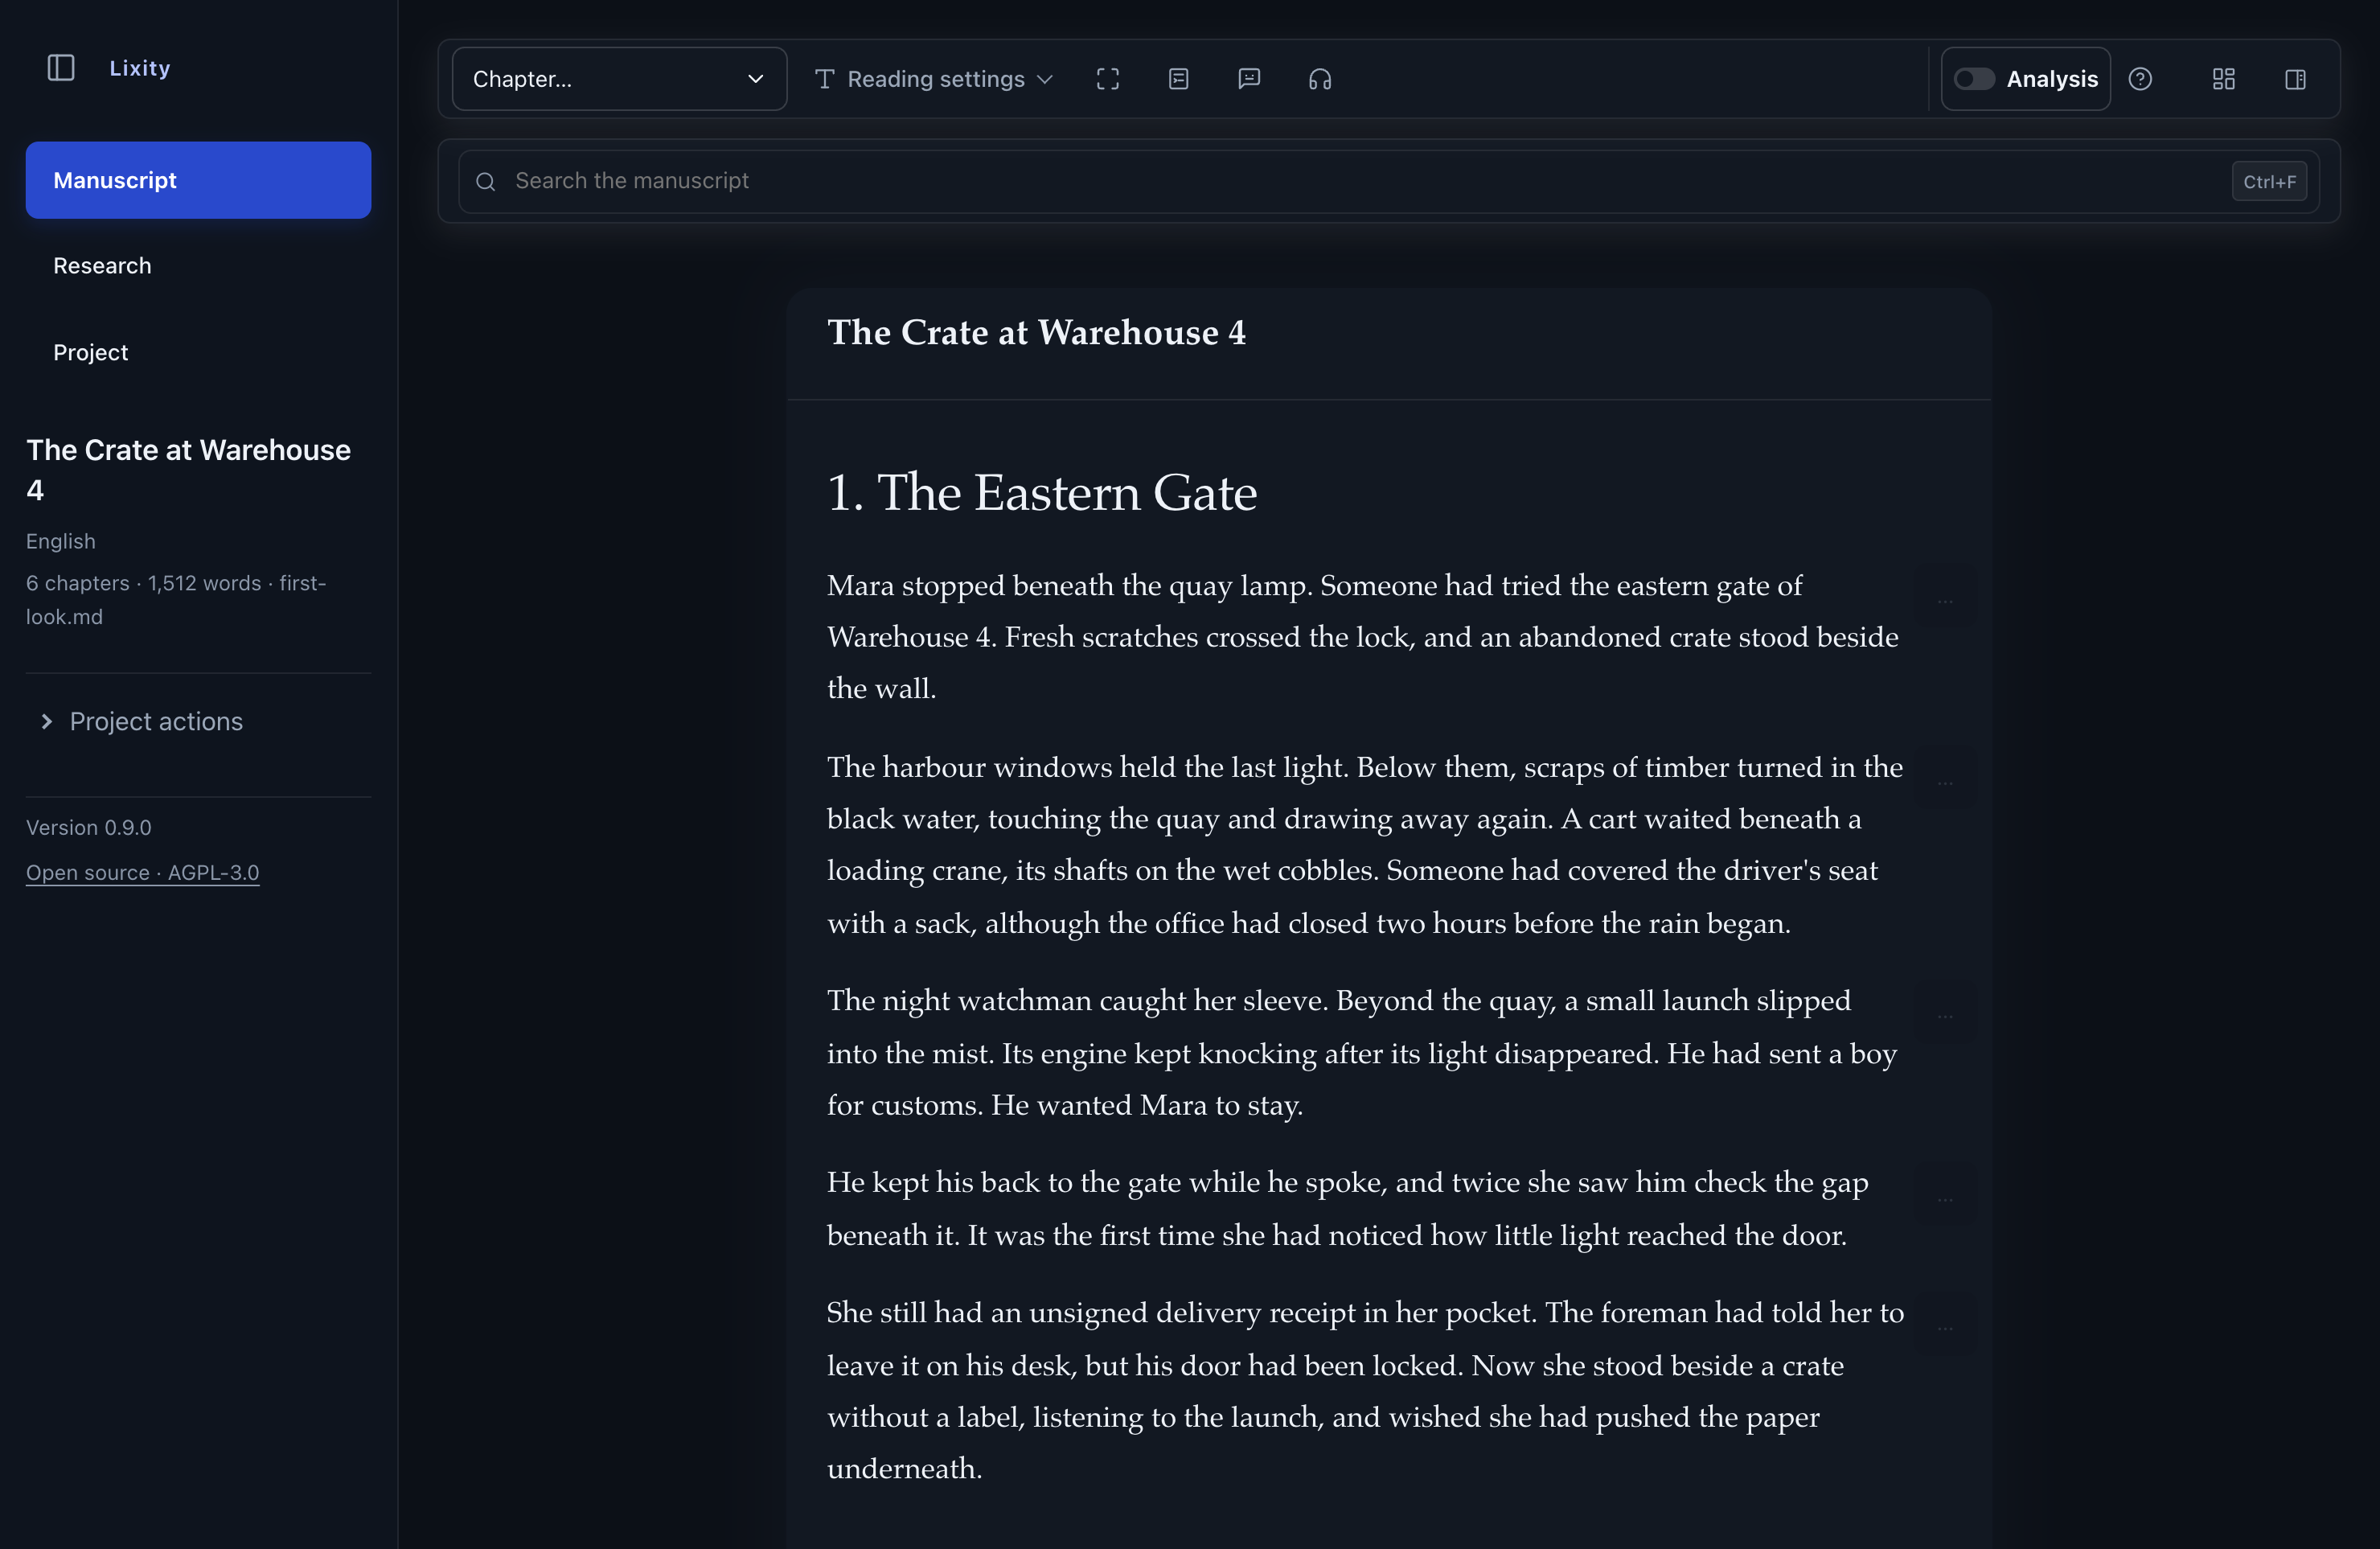 Lixity
Manuscript
Research
Project
The Crate at Warehouse
4
English
6 chapters · 1,512 words · first-
look.md
Project actions
Version 0.9.0
Open source · AGPL-3.0
Chapter...
Reading settings
Analysis
Search the manuscript
Ctrl+F
The Crate at Warehouse 4
1. The Eastern Gate
Mara stopped beneath the quay lamp. Someone had tried the eastern gate of
Warehouse 4. Fresh scratches crossed the lock, and an abandoned crate stood beside
the wall.
The harbour windows held the last light. Below them, scraps of timber turned in the
black water, touching the quay and drawing away again. A cart waited beneath a
loading crane, its shafts on the wet cobbles. Someone had covered the driver's seat
with a sack, although the office had closed two hours before the rain began.
The night watchman caught her sleeve. Beyond the quay, a small launch slipped
into the mist. Its engine kept knocking after its light disappeared. He had sent a boy
for customs. He wanted Mara to stay.
He kept his back to the gate while he spoke, and twice she saw him check the gap
beneath it. It was the first time she had noticed how little light reached the door.
She still had an unsigned delivery receipt in her pocket. The foreman had told her to
leave it on his desk, but his door had been locked. Now she stood beside a crate
without a label, listening to the launch, and wished she had pushed the paper
underneath.